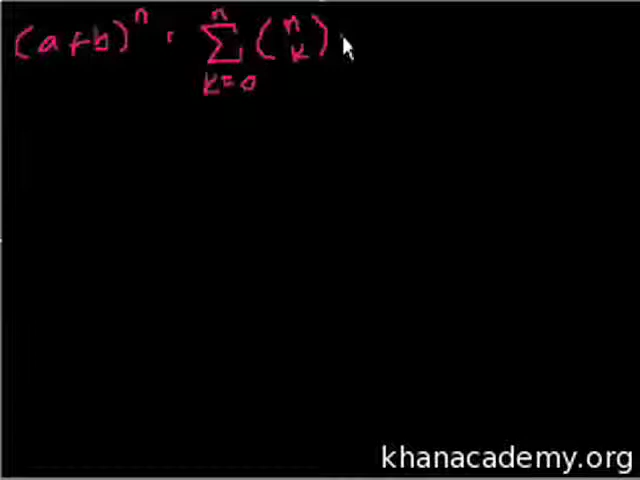 (a+b)^n · \sum_{k=0}^{n} \binom{n}{k}
khanacademy.org